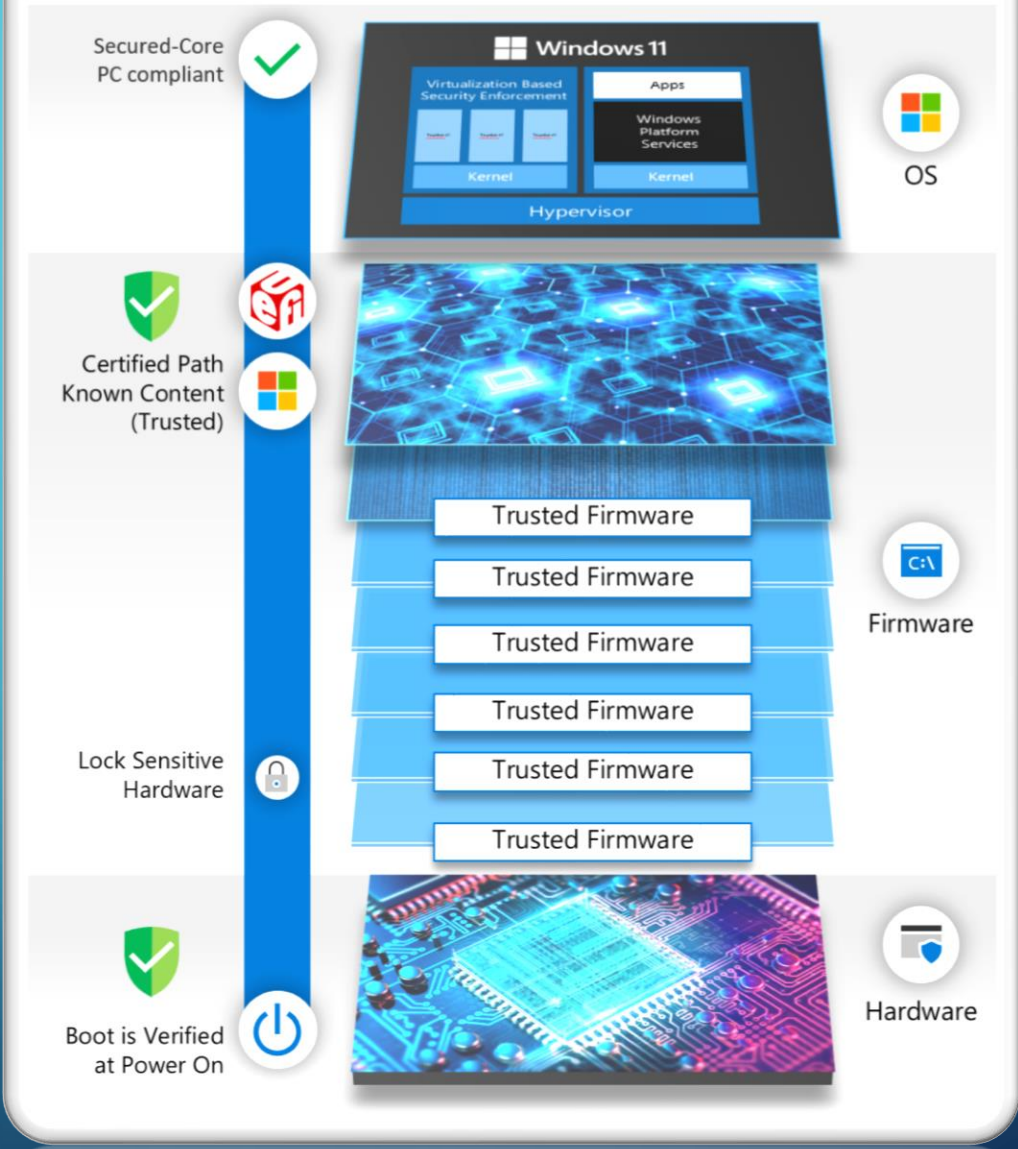 Secured-Core
PC compliant
Windows 11
Virtualization Based
Security Enforcement
Kernel
Apps
Windows
Platform
Services
Kernel
Hypervisor
OS
UEFI
Certified Path
Known Content
(Trusted)
Trusted Firmware
Trusted Firmware
Trusted Firmware
Trusted Firmware
Trusted Firmware
Trusted Firmware
C:\
Firmware
Lock Sensitive
Hardware
Boot is Verified
at Power On
Hardware